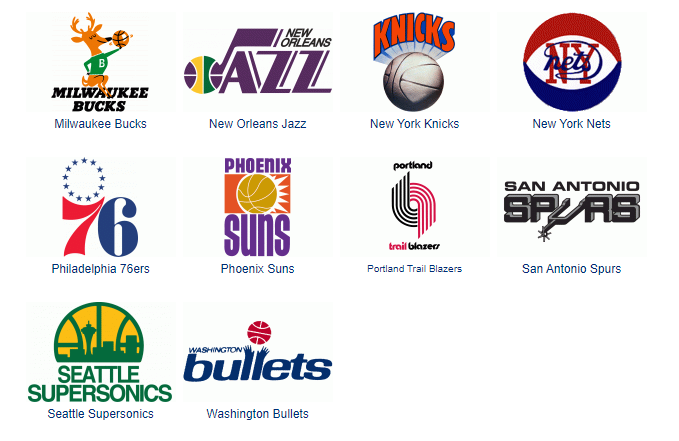 B
MILWAUKEE
BUCKS
NEW
ORLEANS
JAZZ
KNICKS
NY
nets
Milwaukee Bucks
New Orleans Jazz
New York Knicks
New York Nets
76
PHOENIX
SUNS
portland
trail blazers
SAN ANTONIO
SPURS
Philadelphia 76ers
Phoenix Suns
Portland Trail Blazers
San Antonio Spurs
SEATTLE
SUPERSONICS
WASHINGTON
bullets
Seattle Supersonics
Washington Bullets